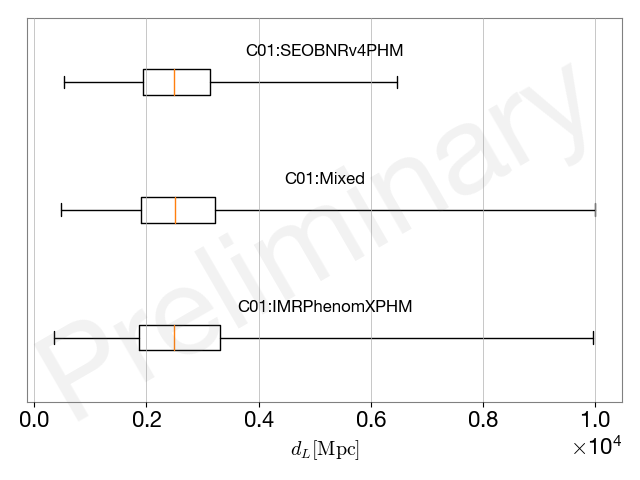 C01:SEOBNRv4PHM
C01:Mixed
C01:IMRPhenomXPHM
Preliminary
0.0 0.2 0.4 0.6 0.8 1.0
×10⁴
d_L[Mpc]